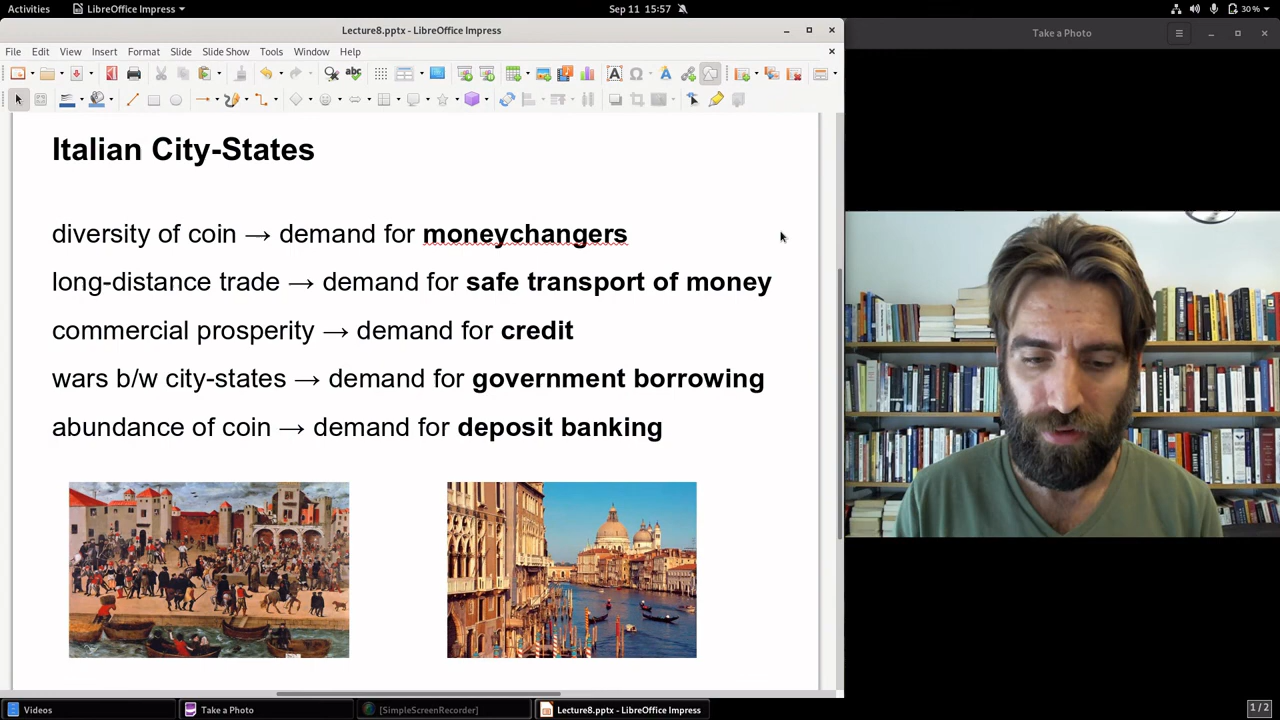 Activities LibreOffice Impress Sep 11 15:57 30 %
Lecture8.pptx - LibreOffice Impress
Take a Photo
File Edit View Insert Format Slide Slide Show Tools Window Help
Italian City-States
diversity of coin → demand for moneychangers
long-distance trade → demand for safe transport of money
commercial prosperity → demand for credit
wars b/w city-states → demand for government borrowing
abundance of coin → demand for deposit banking
Videos Take a Photo [SimpleScreenRecorder] Lecture8.pptx - LibreOffice Impress 1/2